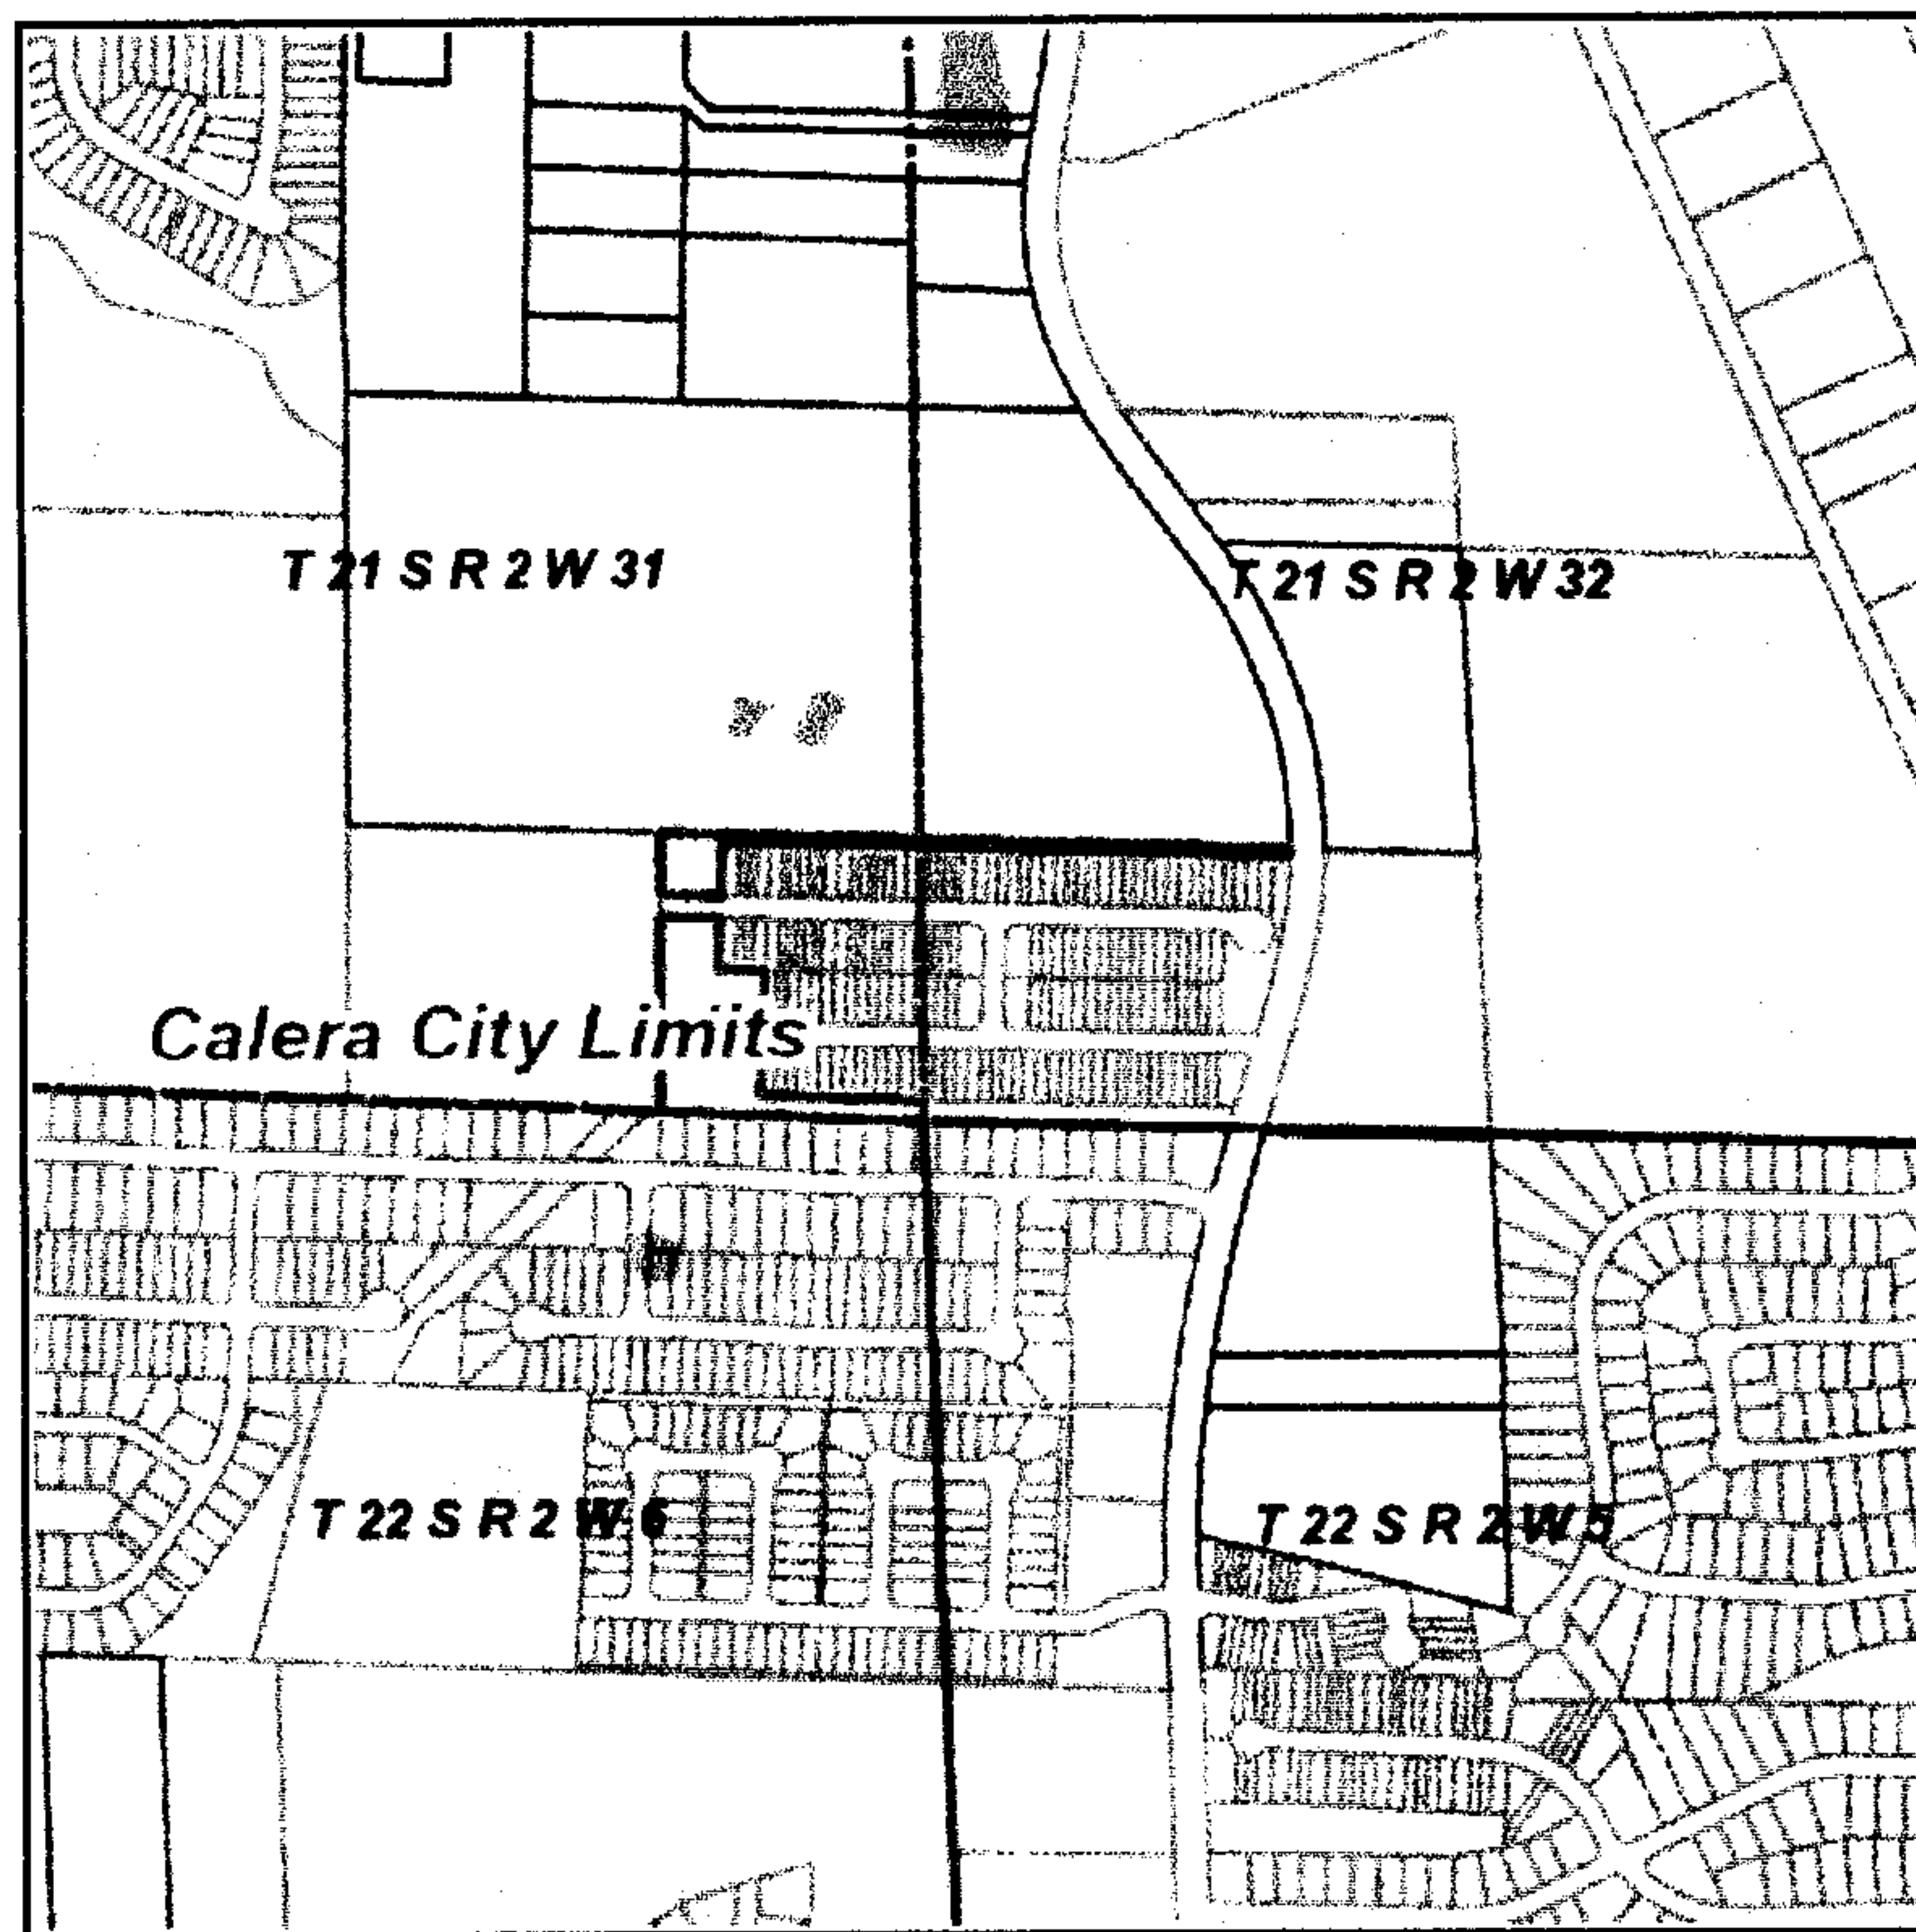 T 21 S R 2 W 31
T 21 S R 2 W 32
Calera City Limits
T 22 S R 2 W 6
T 22 S R 2 W 5